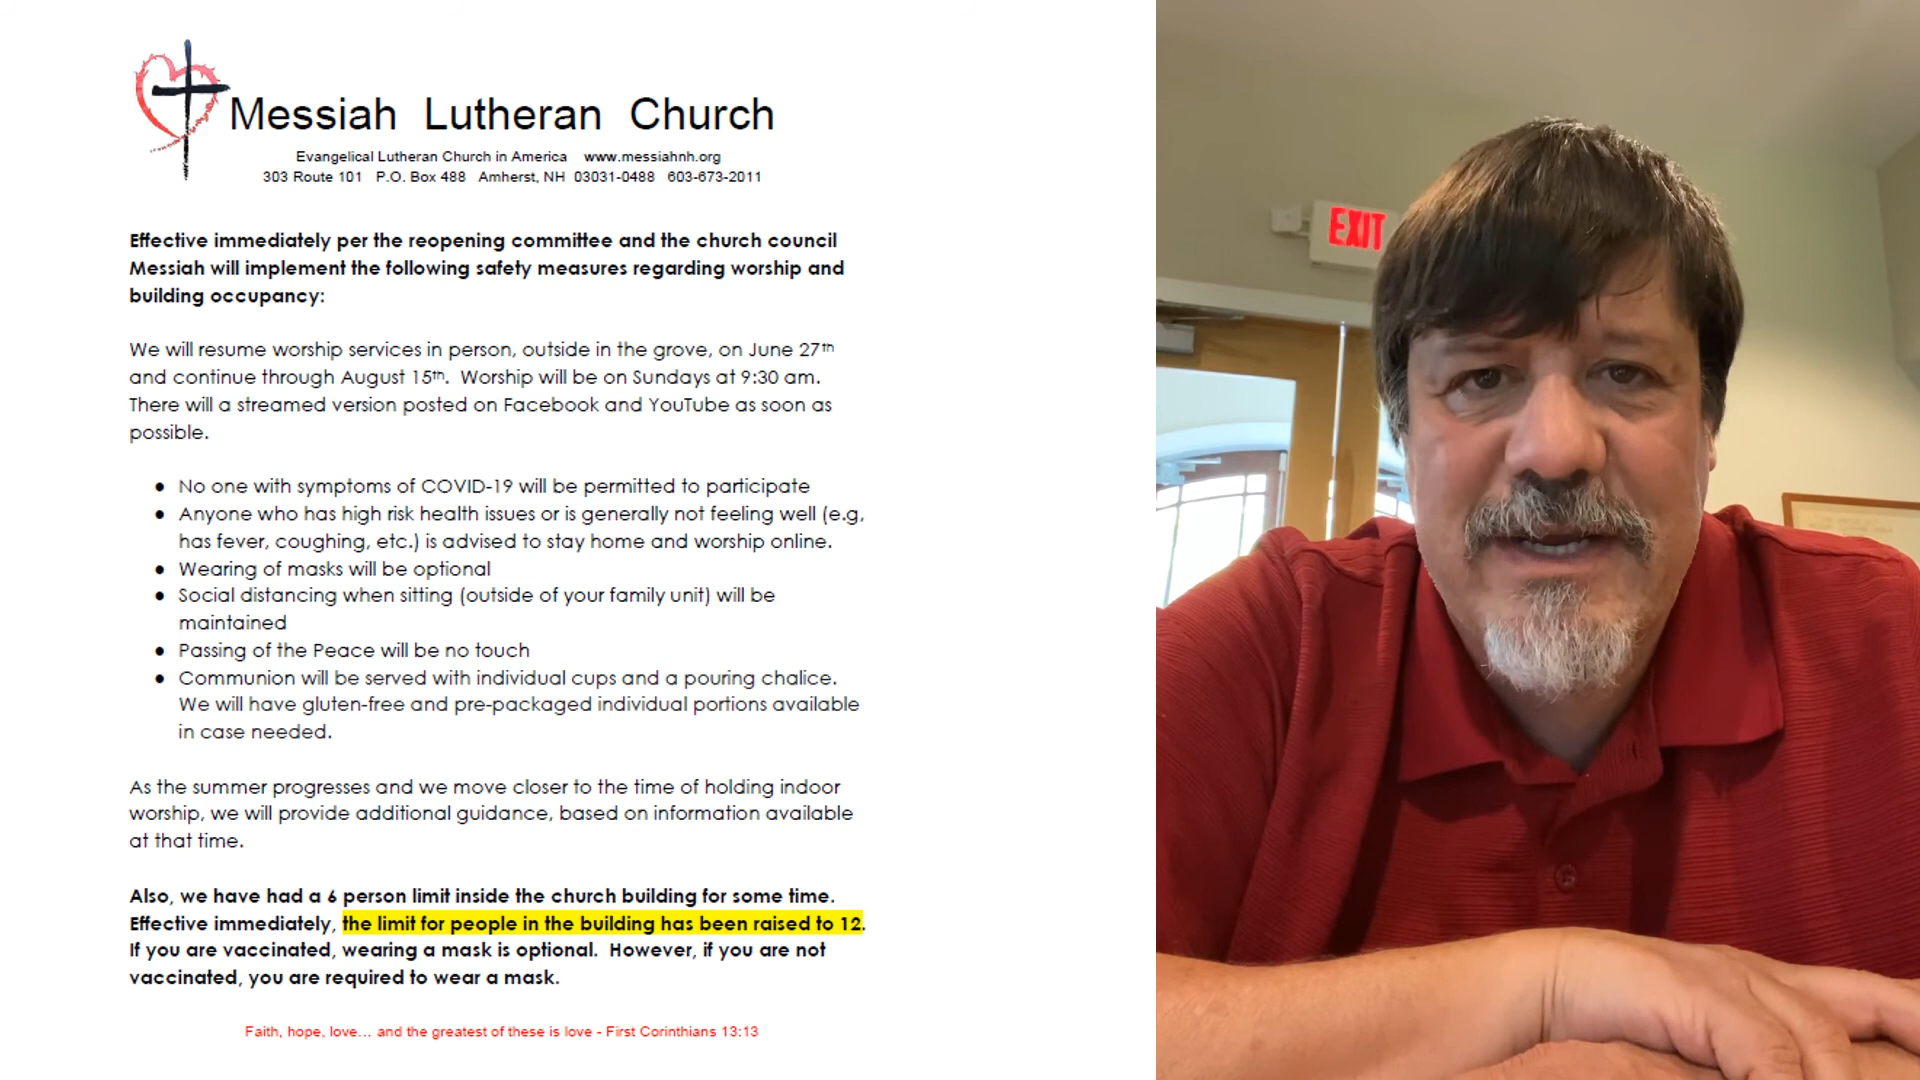 Messiah Lutheran Church
Evangelical Lutheran Church in America www.messiahnh.org
303 Route 101 P.O. Box 488 Amherst, NH 03031-0488 603-673-2011
Effective immediately per the reopening committee and the church council
Messiah will implement the following safety measures regarding worship and
building occupancy:
We will resume worship services in person, outside in the grove, on June 27th
and continue through August 15th. Worship will be on Sundays at 9:30 am.
There will a streamed version posted on Facebook and YouTube as soon as
possible.
● No one with symptoms of COVID-19 will be permitted to participate
● Anyone who has high risk health issues or is generally not feeling well (e.g,
has fever, coughing, etc.) is advised to stay home and worship online.
● Wearing of masks will be optional
● Social distancing when sitting (outside of your family unit) will be
maintained
● Passing of the Peace will be no touch
● Communion will be served with individual cups and a pouring chalice.
We will have gluten-free and pre-packaged individual portions available
in case needed.
As the summer progresses and we move closer to the time of holding indoor
worship, we will provide additional guidance, based on information available
at that time.
Also, we have had a 6 person limit inside the church building for some time.
Effective immediately, the limit for people in the building has been raised to 12.
If you are vaccinated, wearing a mask is optional. However, if you are not
vaccinated, you are required to wear a mask.
Faith, hope, love... and the greatest of these is love - First Corinthians 13:13
EXIT